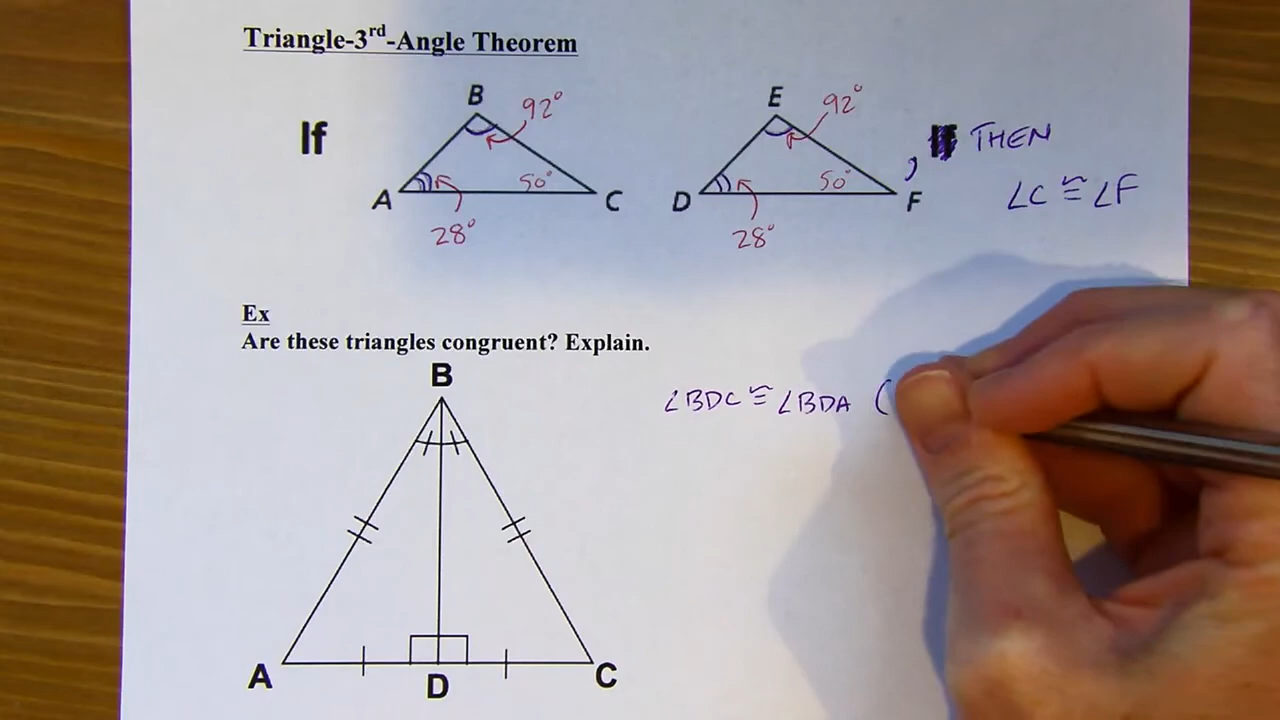 Triangle-3rd-Angle Theorem
If
B
92°
A
28°
50°
C
E
92°
D
28°
50°
F
, THEN
∠C ≅ ∠F
Ex
Are these triangles congruent? Explain.
B
A
D
C
∠BDC ≅ ∠BDA (